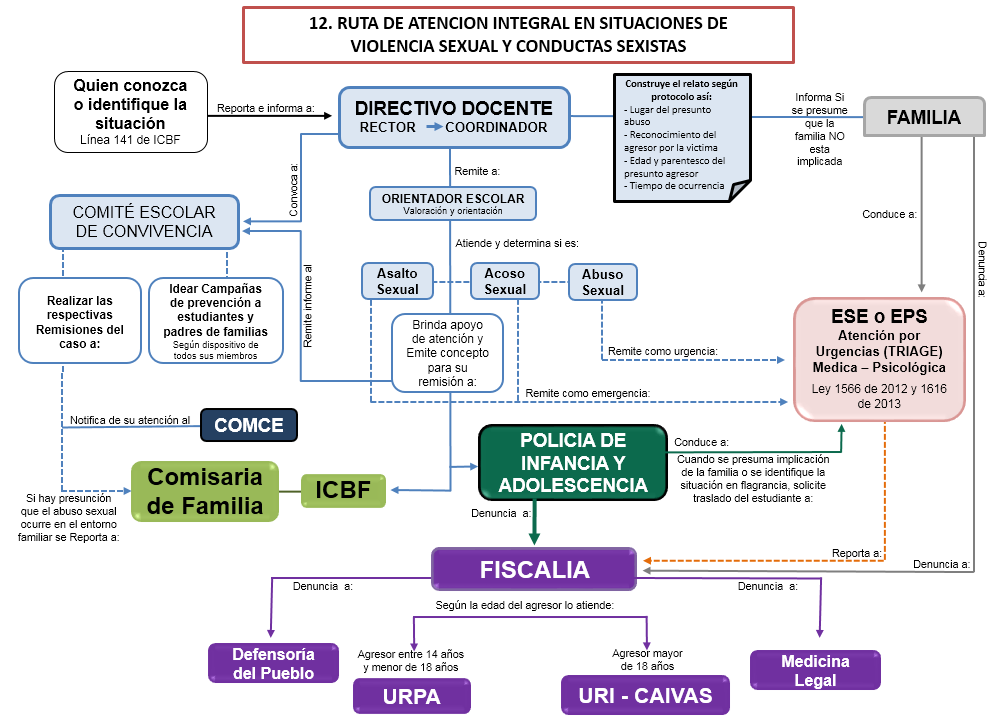 12. RUTA DE ATENCION INTEGRAL EN SITUACIONES DE
VIOLENCIA SEXUAL Y CONDUCTAS SEXISTAS
Quien conozca
o identifique la
situación
Línea 141 de ICBF
Reporta e informa a:
DIRECTIVO DOCENTE
RECTOR COORDINADOR
Construye el relato según
protocolo así:
- Lugar del presunto
abuso
- Reconocimiento del
agresor por la victima
- Edad y parentesco del
presunto agresor
- Tiempo de ocurrencia
Informa Si
se presume
que la
familia NO
esta
implicada
FAMILIA
Convoca a:
Remite a:
ORIENTADOR ESCOLAR
Valoración y orientación
Conduce a:
Denuncia a:
COMITÉ ESCOLAR
DE CONVIVENCIA
Atiende y determina si es:
Asalto
Sexual
Acoso
Sexual
Abuso
Sexual
Realizar las
respectivas
Remisiones del
caso a:
Idear Campañas
de prevención a
estudiantes y
padres de familias
Según dispositivo de
todos sus miembros
Remite informe al
Brinda apoyo
de atención y
Emite concepto
para su
remisión a:
Remite como urgencia:
Remite como emergencia:
ESE o EPS
Atención por
Urgencias (TRIAGE)
Medica – Psicológica
Ley 1566 de 2012 y 1616
de 2013
Notifica de su atención al
COMCE
POLICIA DE
INFANCIA Y
ADOLESCENCIA
Conduce a:
Cuando se presuma implicación
de la familia o se identifique la
situación en flagrancia, solicite
traslado del estudiante a:
Comisaria
de Familia
ICBF
Si hay presunción
que el abuso sexual
ocurre en el entorno
familiar se Reporta a:
Denuncia a:
Reporta a:
Denuncia a:
FISCALIA
Denuncia a:
Denuncia a:
Según la edad del agresor lo atiende:
Defensoría
del Pueblo
Agresor entre 14 años
y menor de 18 años
URPA
Agresor mayor
de 18 años
URI - CAIVAS
Medicina
Legal